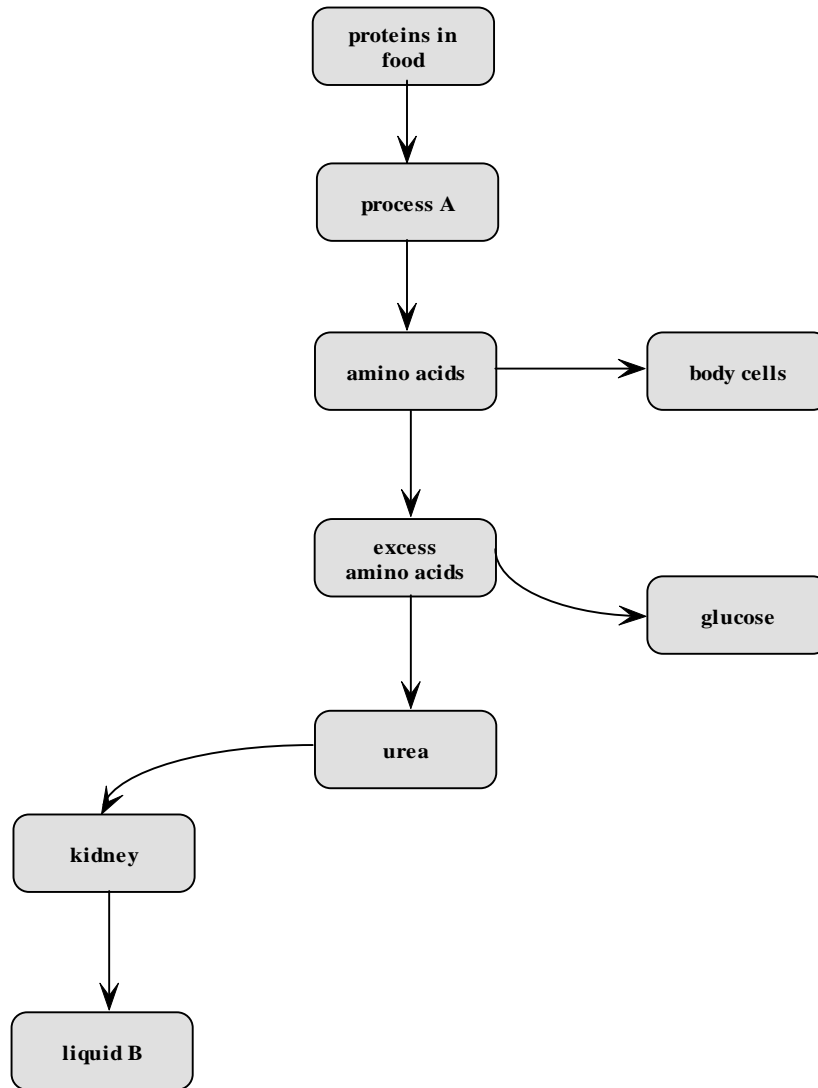 proteins in
food
process A
amino acids
body cells
excess
amino acids
glucose
urea
kidney
liquid B